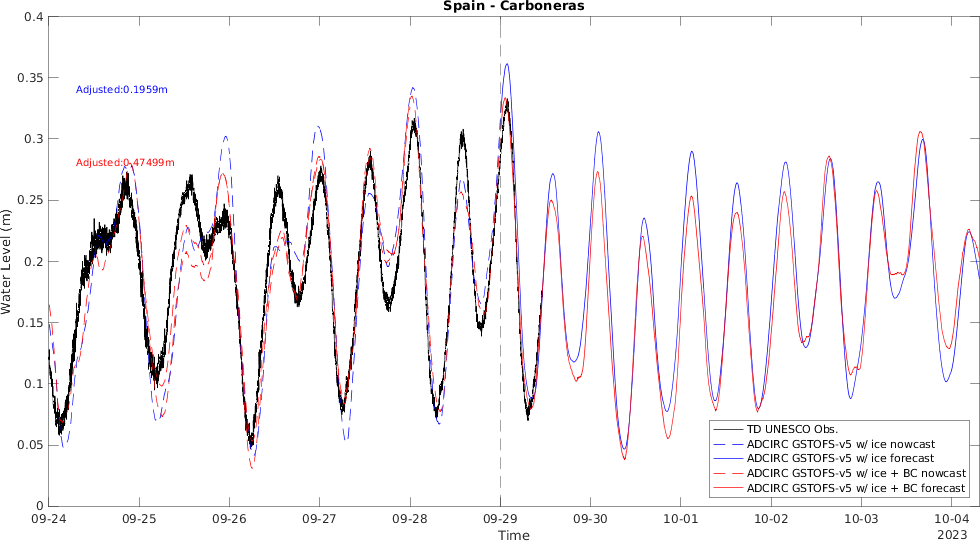 Spain - Carboneras
0.4
0.35
0.3
0.25
0.2
0.15
0.1
0.05
0
Water Level (m)
Adjusted:0.1959m
Adjusted:0.47499m
TD UNESCO Obs.
ADCIRC GSTOFS-v5 w/ ice nowcast
ADCIRC GSTOFS-v5 w/ ice forecast
ADCIRC GSTOFS-v5 w/ ice + BC nowcast
ADCIRC GSTOFS-v5 w/ ice + BC forecast
09-24 09-25 09-26 09-27 09-28 09-29 09-30 10-01 10-02 10-03 10-04
Time 2023